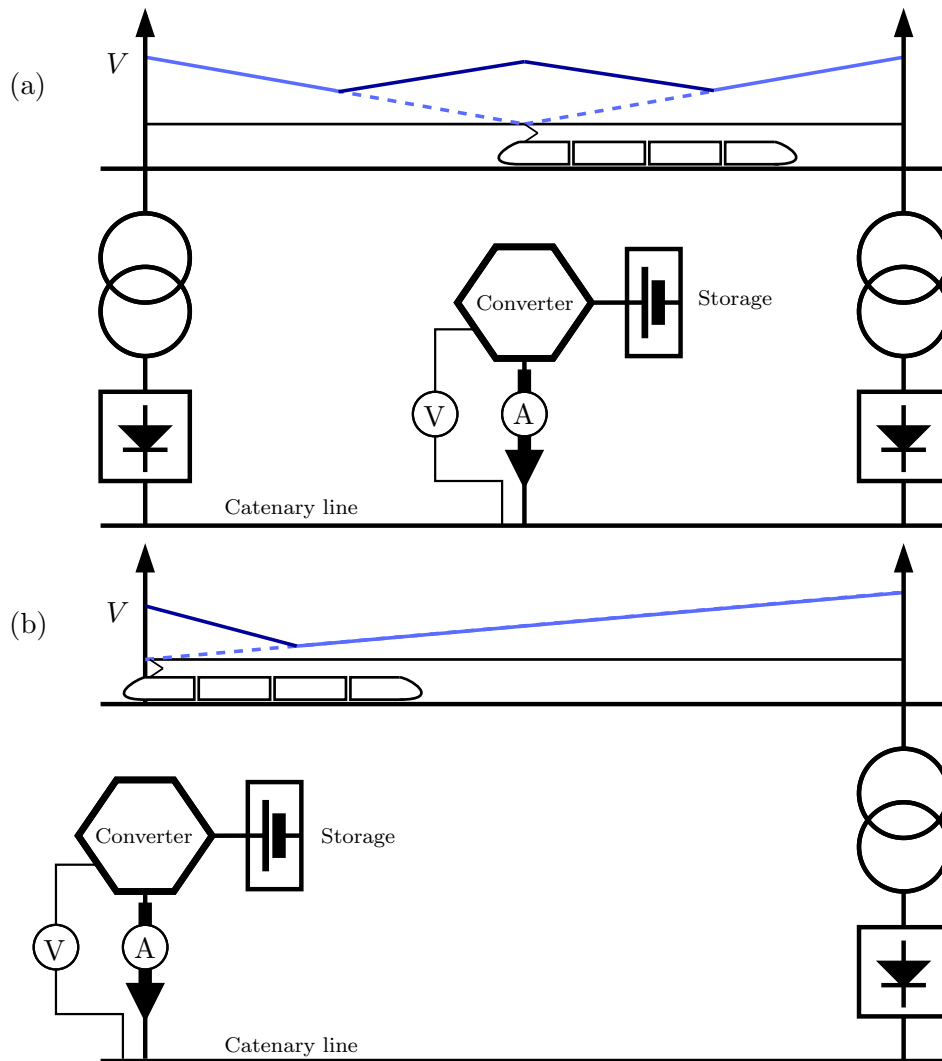 (a)
V
Converter
Storage
V
A
Catenary line
(b)
V
Converter
Storage
V
A
Catenary line